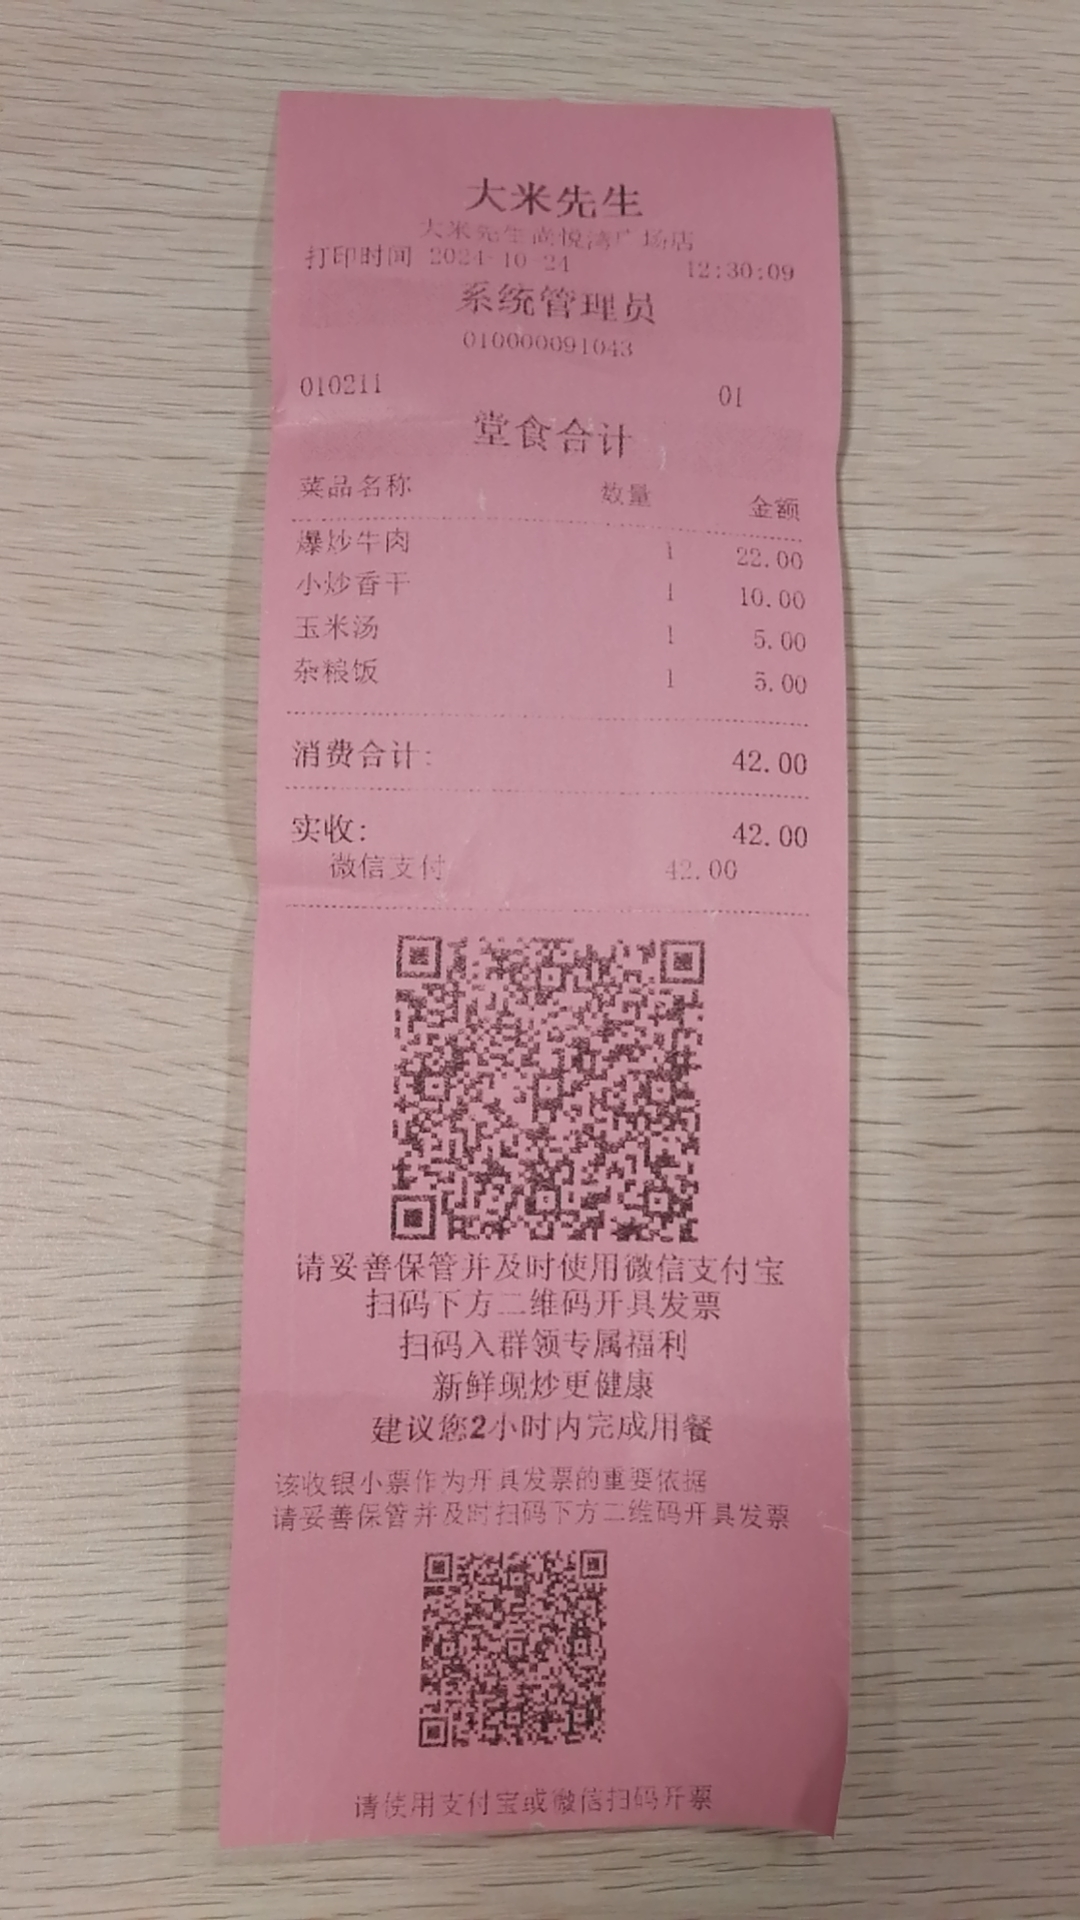 大米先生
大米先生尚悦湾广场店
打印时间 2024-10-24 12:30:09
系统管理员
010000091043
010211 01
堂食合计
菜品名称 数量 金额
爆炒牛肉 1 22.00
小炒香干 1 10.00
玉米汤 1 5.00
杂粮饭 1 5.00
消费合计: 42.00
实收: 42.00
微信支付 42.00
请妥善保管并及时使用微信支付宝
扫码下方二维码开具发票
扫码入群领专属福利
新鲜现炒更健康
建议您2小时内完成用餐
该收银小票作为开具发票的重要依据
请妥善保管并及时扫码下方二维码开具发票
请使用支付宝或微信扫码开票